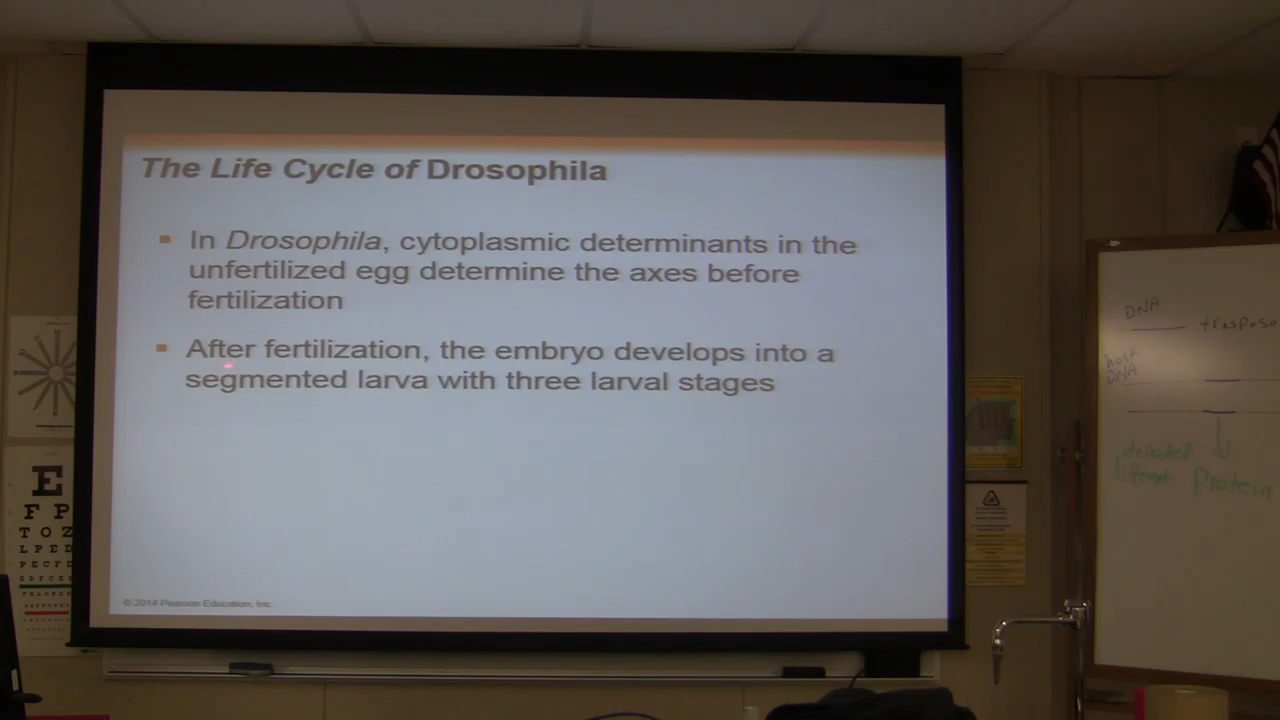 The Life Cycle of Drosophila
In Drosophila, cytoplasmic determinants in the
unfertilized egg determine the axes before
fertilization
After fertilization, the embryo develops into a
segmented larva with three larval stages
© 2014 Pearson Education, Inc.
E
F P
T O Z
L P E D
P E C F D
DNA
host
DNA
different
Protein